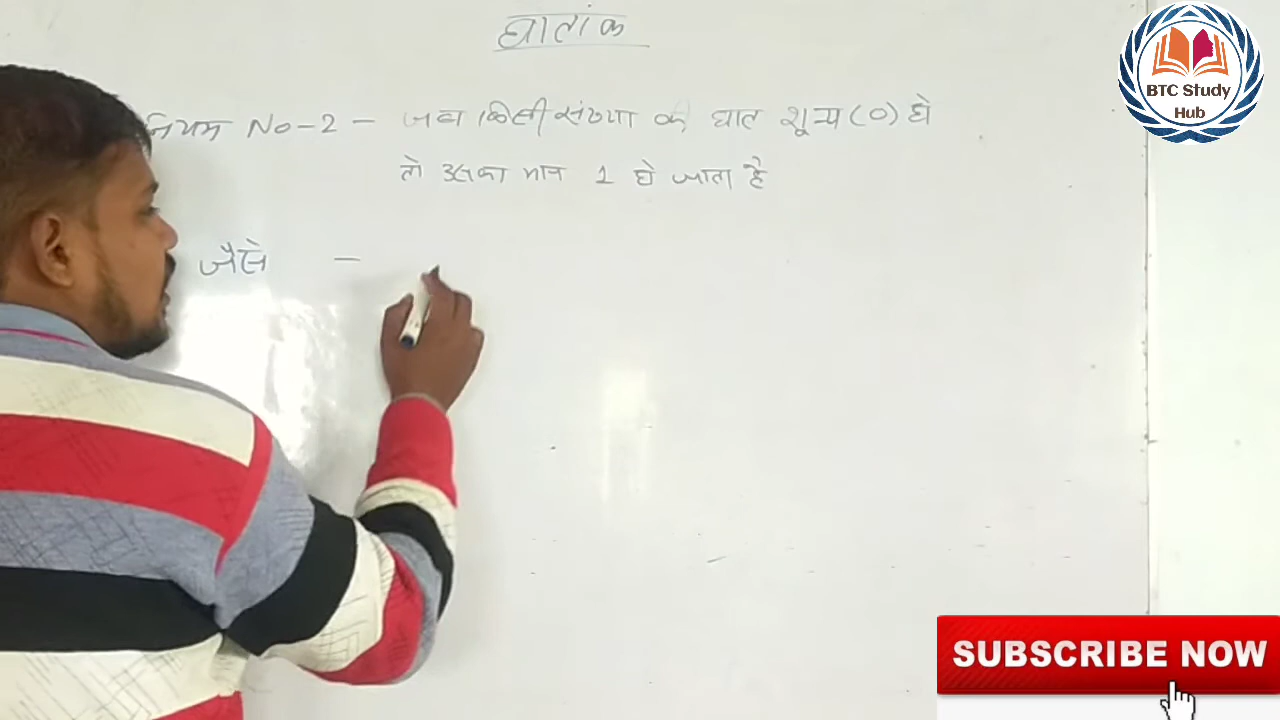 घातांक
नियम No-2 - जब किसी संख्या का घात शून्य (0) हो
तो उसका मान 1 हो जाता है
जैसे -
BTC Study
Hub
SUBSCRIBE NOW